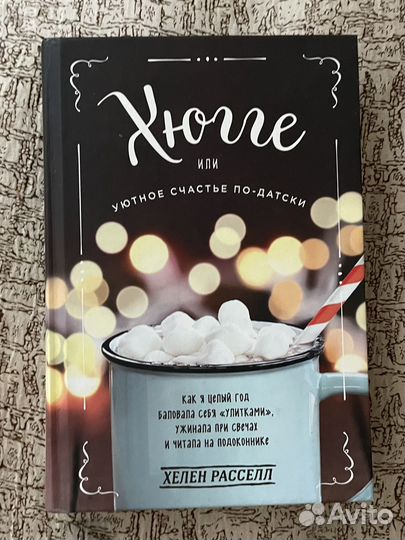 Хюгге
или
уютное счастье по-датски
как я целый год
баловала себя «улитками»,
ужинала при свечах
и читала на подоконнике
Хелен Расселл
Avito